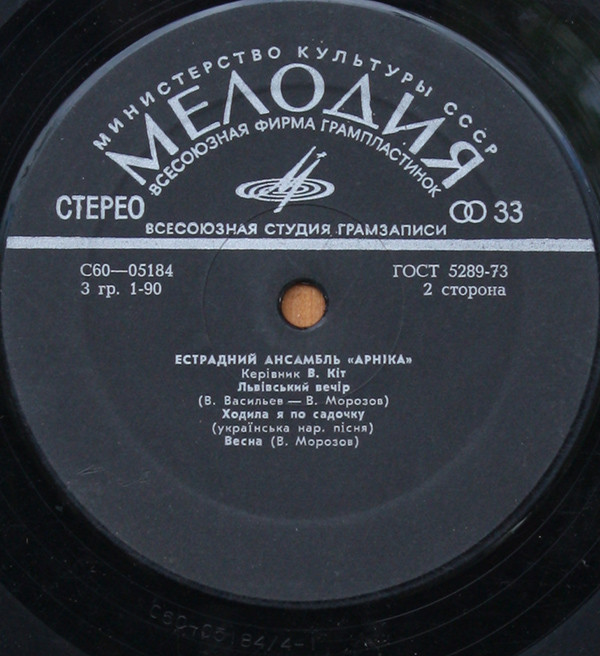 МИНИСТЕРСТВО КУЛЬТУРЫ СССР
МЕЛОДИЯ
ВСЕСОЮЗНАЯ ФИРМА ГРАМПЛАСТИНОК
СТЕРЕО
33
ВСЕСОЮЗНАЯ СТУДИЯ ГРАМЗАПИСИ
С60—05184
ГОСТ 5289-73
3 гр. 1-90
2 сторона
ЕСТРАДНИЙ АНСАМБЛЬ «АРНІКА»
Керівник В. Кіт
Львівський вечір
(В. Васильев — В. Морозов)
Ходила я по садочку
(українська нар. пісня)
Весна (В. Морозов)